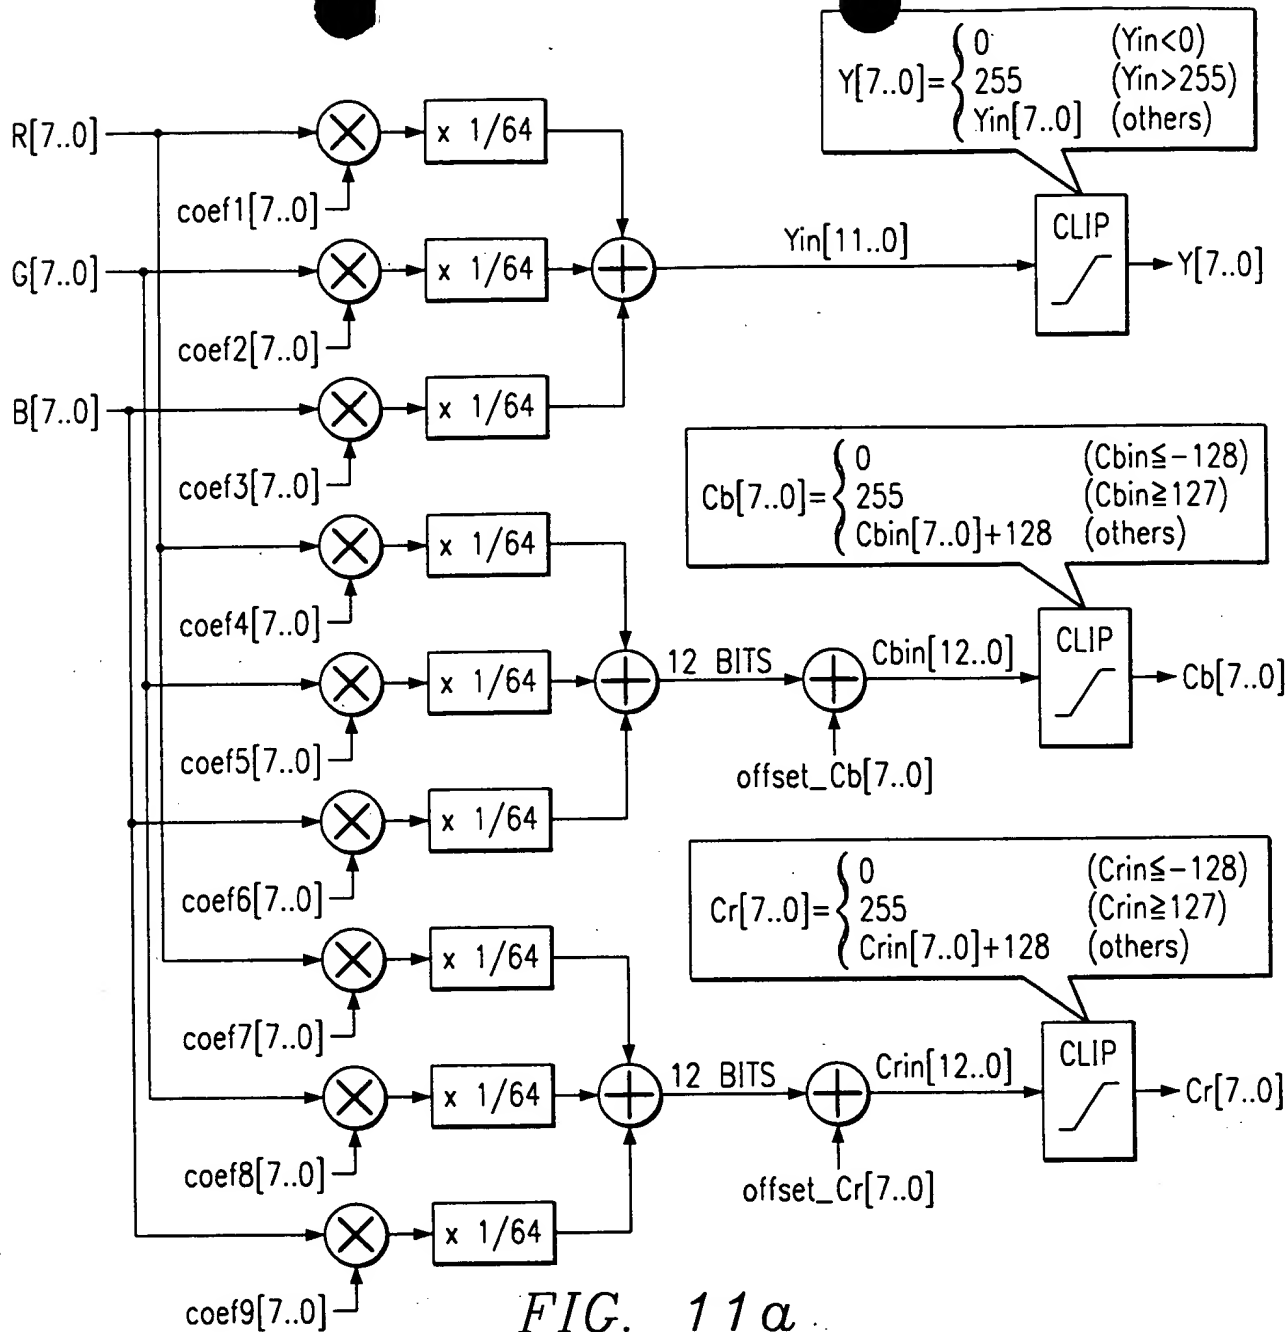 Y[7..0]= 0 (Yin<0)
255 (Yin>255)
Yin[7..0] (others)
R[7..0]
x 1/64
coef1[7..0]
CLIP
Yin[11..0]
Y[7..0]
G[7..0]
x 1/64
coef2[7..0]
B[7..0]
x 1/64
coef3[7..0]
Cb[7..0]= 0 (Cbin≦-128)
255 (Cbin≧127)
Cbin[7..0]+128 (others)
x 1/64
coef4[7..0]
CLIP
12 BITS
Cbin[12..0]
Cb[7..0]
x 1/64
coef5[7..0]
offset_Cb[7..0]
x 1/64
coef6[7..0]
Cr[7..0]= 0 (Crin≦-128)
255 (Crin≧127)
Crin[7..0]+128 (others)
x 1/64
coef7[7..0]
CLIP
12 BITS
Crin[12..0]
Cr[7..0]
x 1/64
coef8[7..0]
offset_Cr[7..0]
x 1/64
coef9[7..0]
FIG. 11a